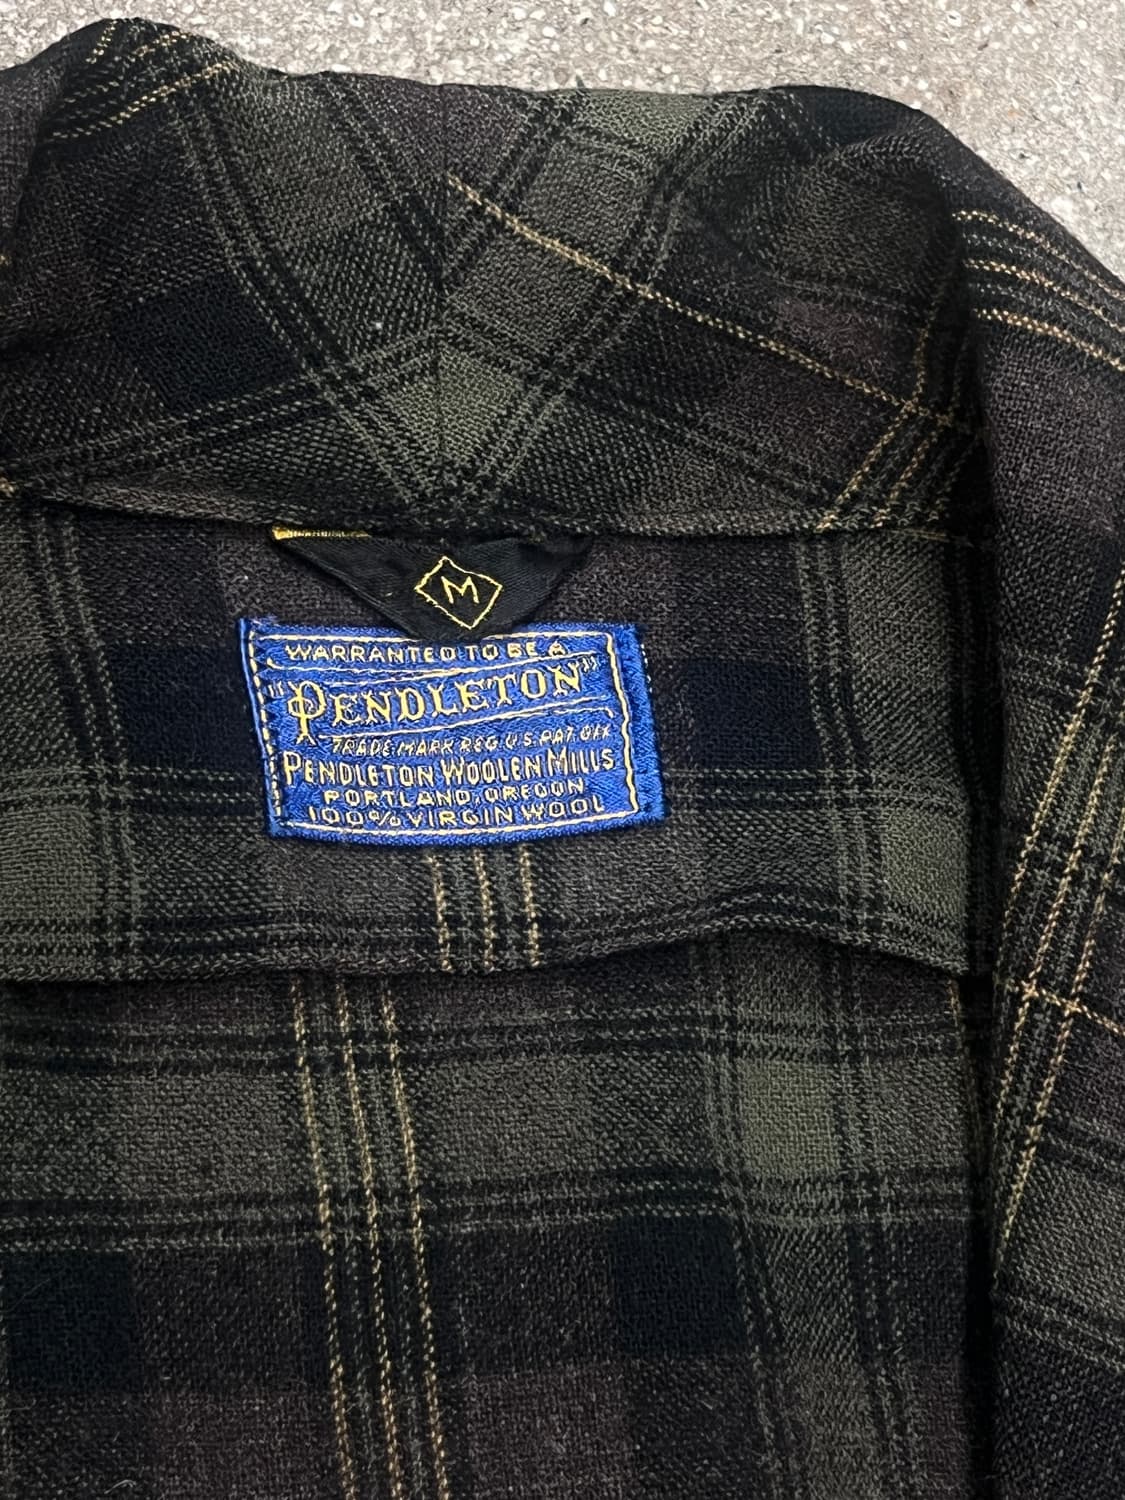 M
WARRANTED TO BE A
"PENDLETON"
TRADE MARK REG U.S. PAT. OFF.
PENDLETON WOOLEN MILLS
PORTLAND, OREGON
100% VIRGIN WOOL